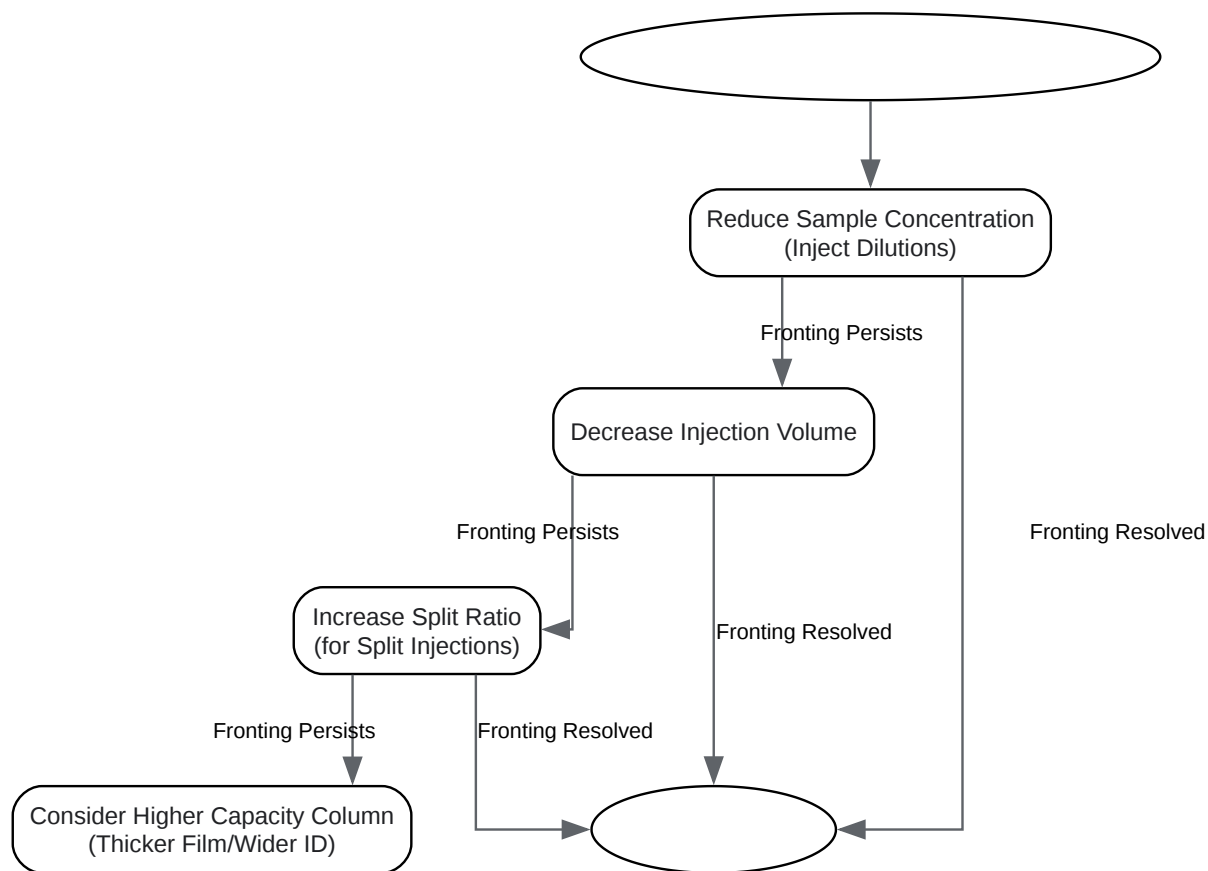 Reduce Sample Concentration
(Inject Dilutions)
Fronting Persists
Decrease Injection Volume
Fronting Persists
Fronting Resolved
Increase Split Ratio
(for Split Injections)
Fronting Resolved
Fronting Persists
Fronting Resolved
Consider Higher Capacity Column
(Thicker Film/Wider ID)